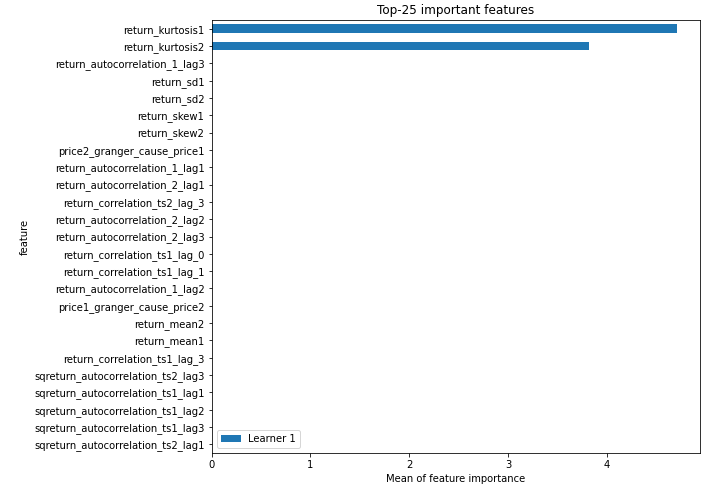 Top-25 important features
return_kurtosis1
return_kurtosis2
return_autocorrelation_1_lag3
return_sd1
return_sd2
return_skew1
return_skew2
price2_granger_cause_price1
return_autocorrelation_1_lag1
return_autocorrelation_2_lag1
return_correlation_ts2_lag_3
return_autocorrelation_2_lag2
return_autocorrelation_2_lag3
return_correlation_ts1_lag_0
return_correlation_ts1_lag_1
return_autocorrelation_1_lag2
price1_granger_cause_price2
return_mean2
return_mean1
return_correlation_ts1_lag_3
sqreturn_autocorrelation_ts2_lag3
sqreturn_autocorrelation_ts1_lag1
sqreturn_autocorrelation_ts1_lag2
sqreturn_autocorrelation_ts1_lag3
sqreturn_autocorrelation_ts2_lag1
feature
Learner 1
0 1 2 3 4
Mean of feature importance